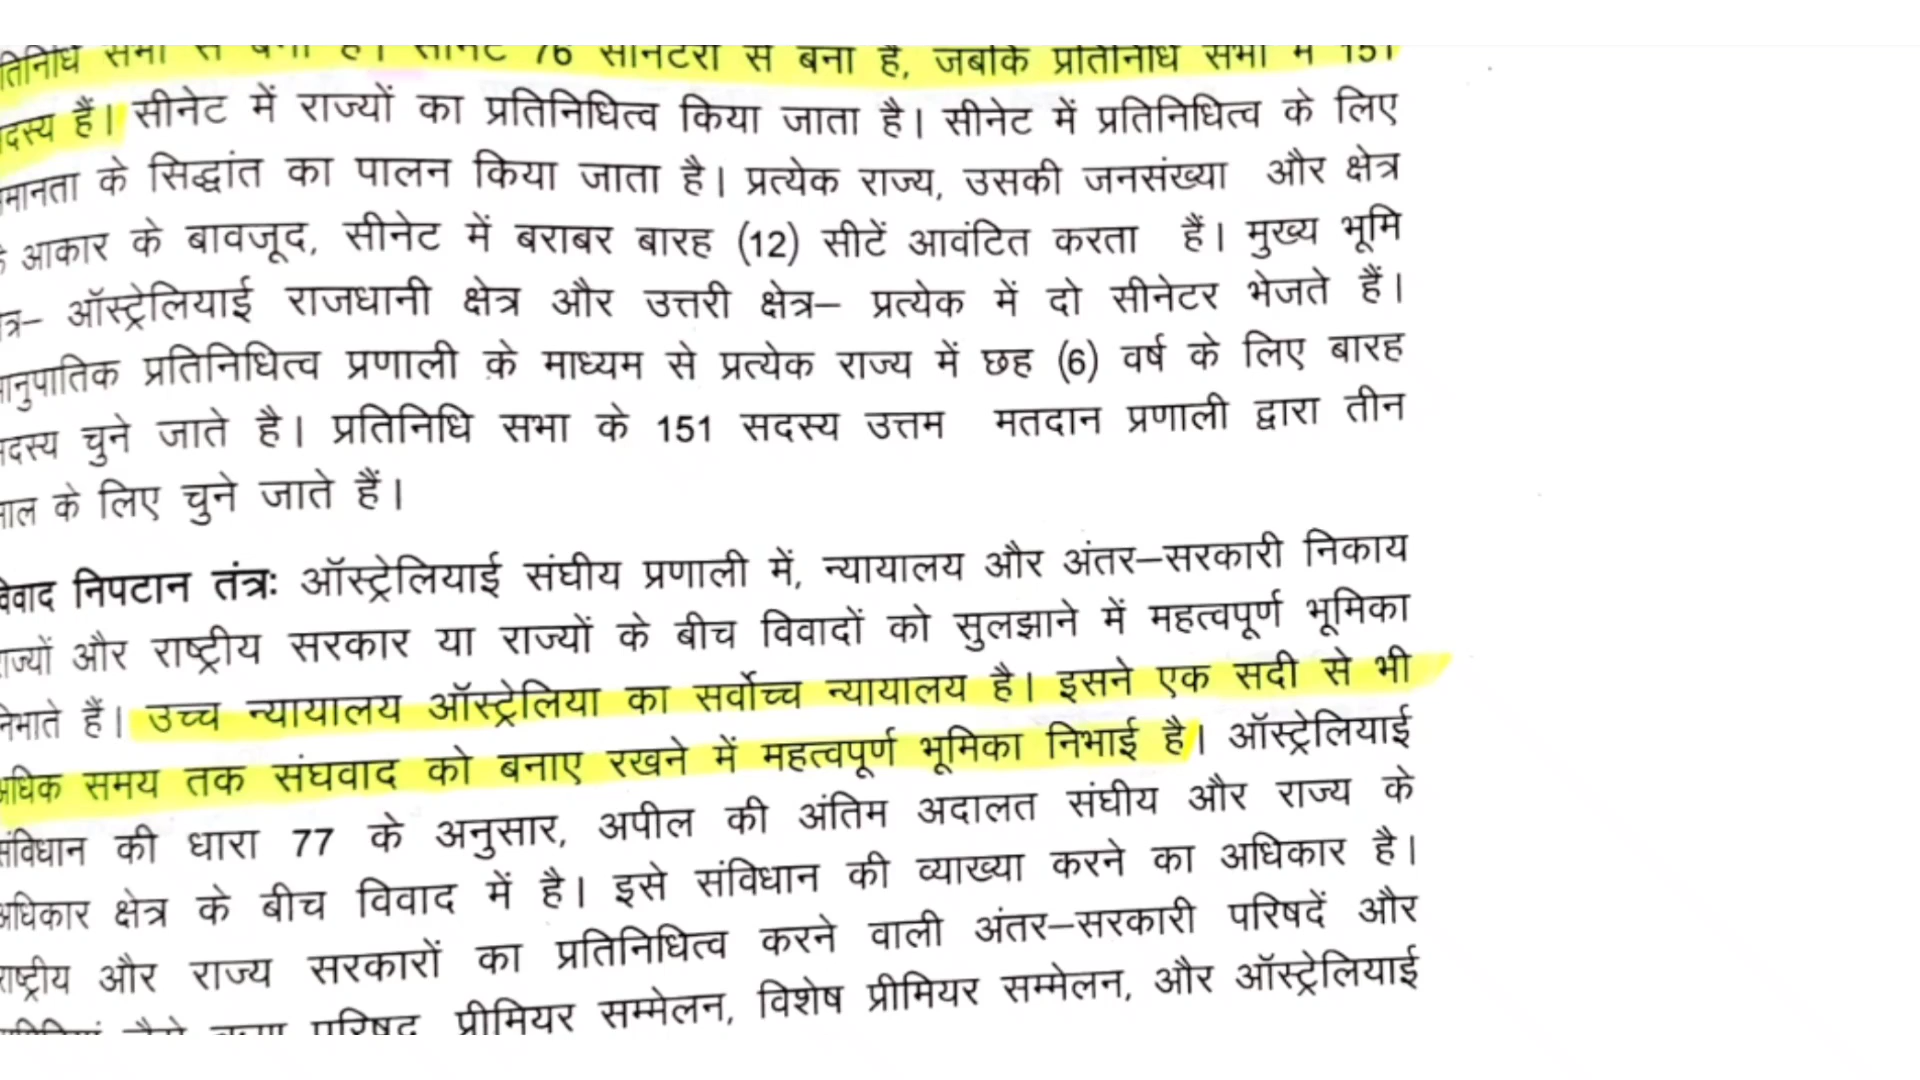 सीनेट 76 सीनेटरों से बना है, जबकि प्रतिनिधि सभा में 151
हैं। सीनेट में राज्यों का प्रतिनिधित्व किया जाता है। सीनेट में प्रतिनिधित्व के लिए
के सिद्धांत का पालन किया जाता है। प्रत्येक राज्य, उसकी जनसंख्या और क्षेत्र
आकार के बावजूद, सीनेट में बराबर बारह (12) सीटें आवंटित करता हैं। मुख्य भूमि
ऑस्ट्रेलियाई राजधानी क्षेत्र और उत्तरी क्षेत्र– प्रत्येक में दो सीनेटर भेजते हैं।
प्रतिनिधित्व प्रणाली के माध्यम से प्रत्येक राज्य में छह (6) वर्ष के लिए बारह
चुने जाते है। प्रतिनिधि सभा के 151 सदस्य उत्तम मतदान प्रणाली द्वारा तीन
के लिए चुने जाते हैं।
निपटान तंत्रः ऑस्ट्रेलियाई संघीय प्रणाली में, न्यायालय और अंतर–सरकारी निकाय
और राष्ट्रीय सरकार या राज्यों के बीच विवादों को सुलझाने में महत्वपूर्ण भूमिका
हैं। उच्च न्यायालय ऑस्ट्रेलिया का सर्वोच्च न्यायालय है। इसने एक सदी से भी
समय तक संघवाद को बनाए रखने में महत्वपूर्ण भूमिका निभाई है। ऑस्ट्रेलियाई
की धारा 77 के अनुसार, अपील की अंतिम अदालत संघीय और राज्य के
क्षेत्र के बीच विवाद में है। इसे संविधान की व्याख्या करने का अधिकार है।
और राज्य सरकारों का प्रतिनिधित्व करने वाली अंतर–सरकारी परिषदें और
परिषद प्रीमियर सम्मेलन, विशेष प्रीमियर सम्मेलन, और ऑस्ट्रेलियाई